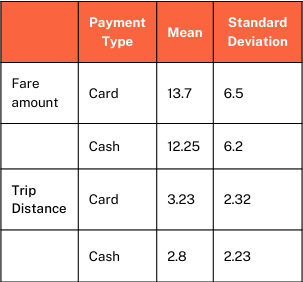 Payment Type Mean Standard Deviation
Fare amount Card 13.7 6.5
Cash 12.25 6.2
Trip Distance Card 3.23 2.32
Cash 2.8 2.23